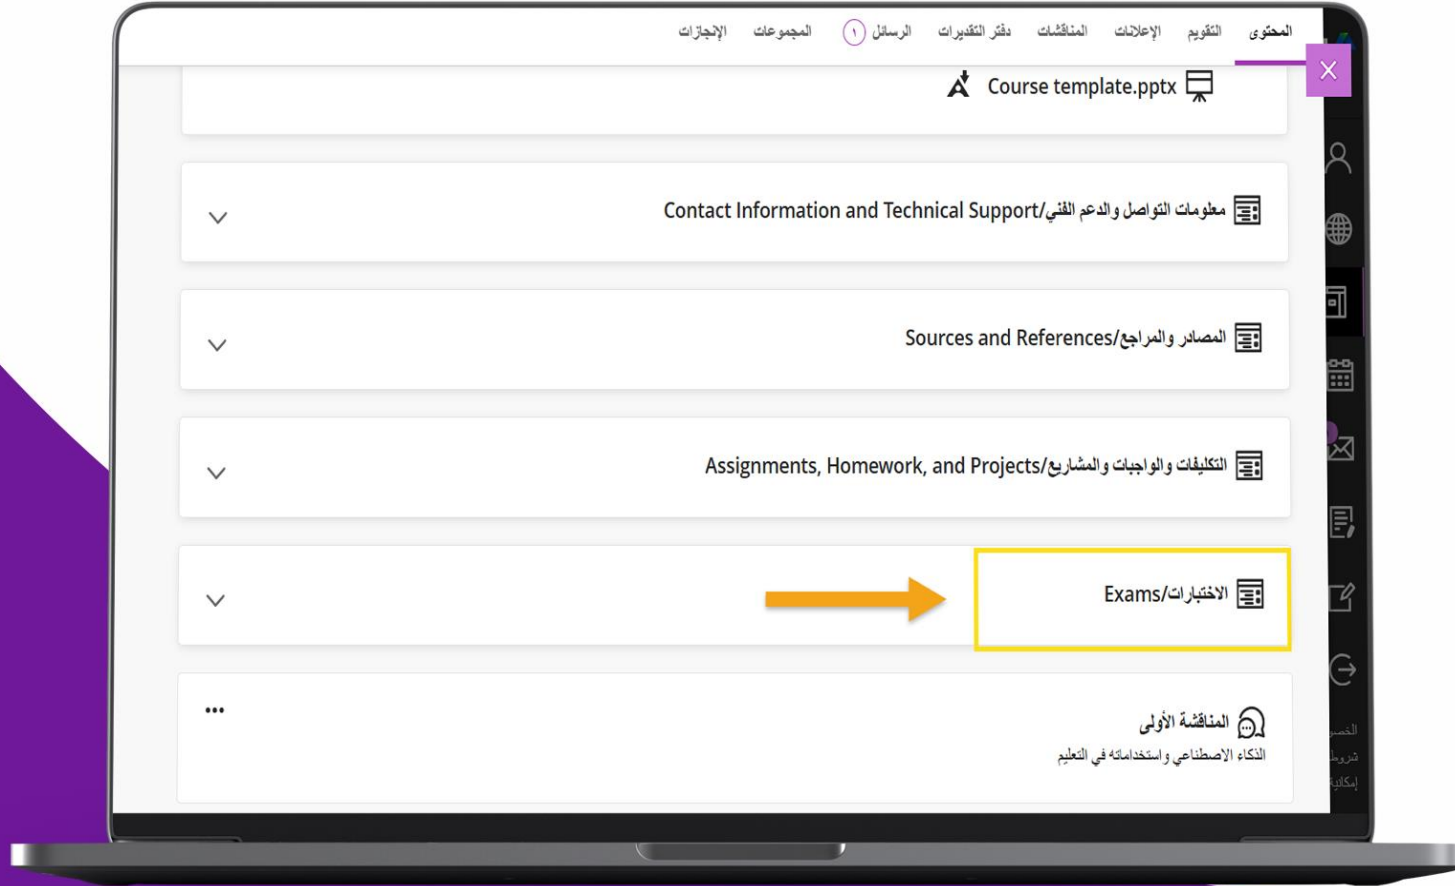 المحتوى التقويم الإعلانات المناقشات دفتر التقديرات الرسائل ١ المجموعات الإنجازات
Course template.pptx
معلومات التواصل والدعم الفني/Contact Information and Technical Support
المصادر والمراجع/Sources and References
التكليفات والواجبات والمشاريع/Assignments, Homework, and Projects
الاختبارات/Exams
المناقشة الأولى
الذكاء الاصطناعي واستخداماته في التعليم
شروط
إمكانية